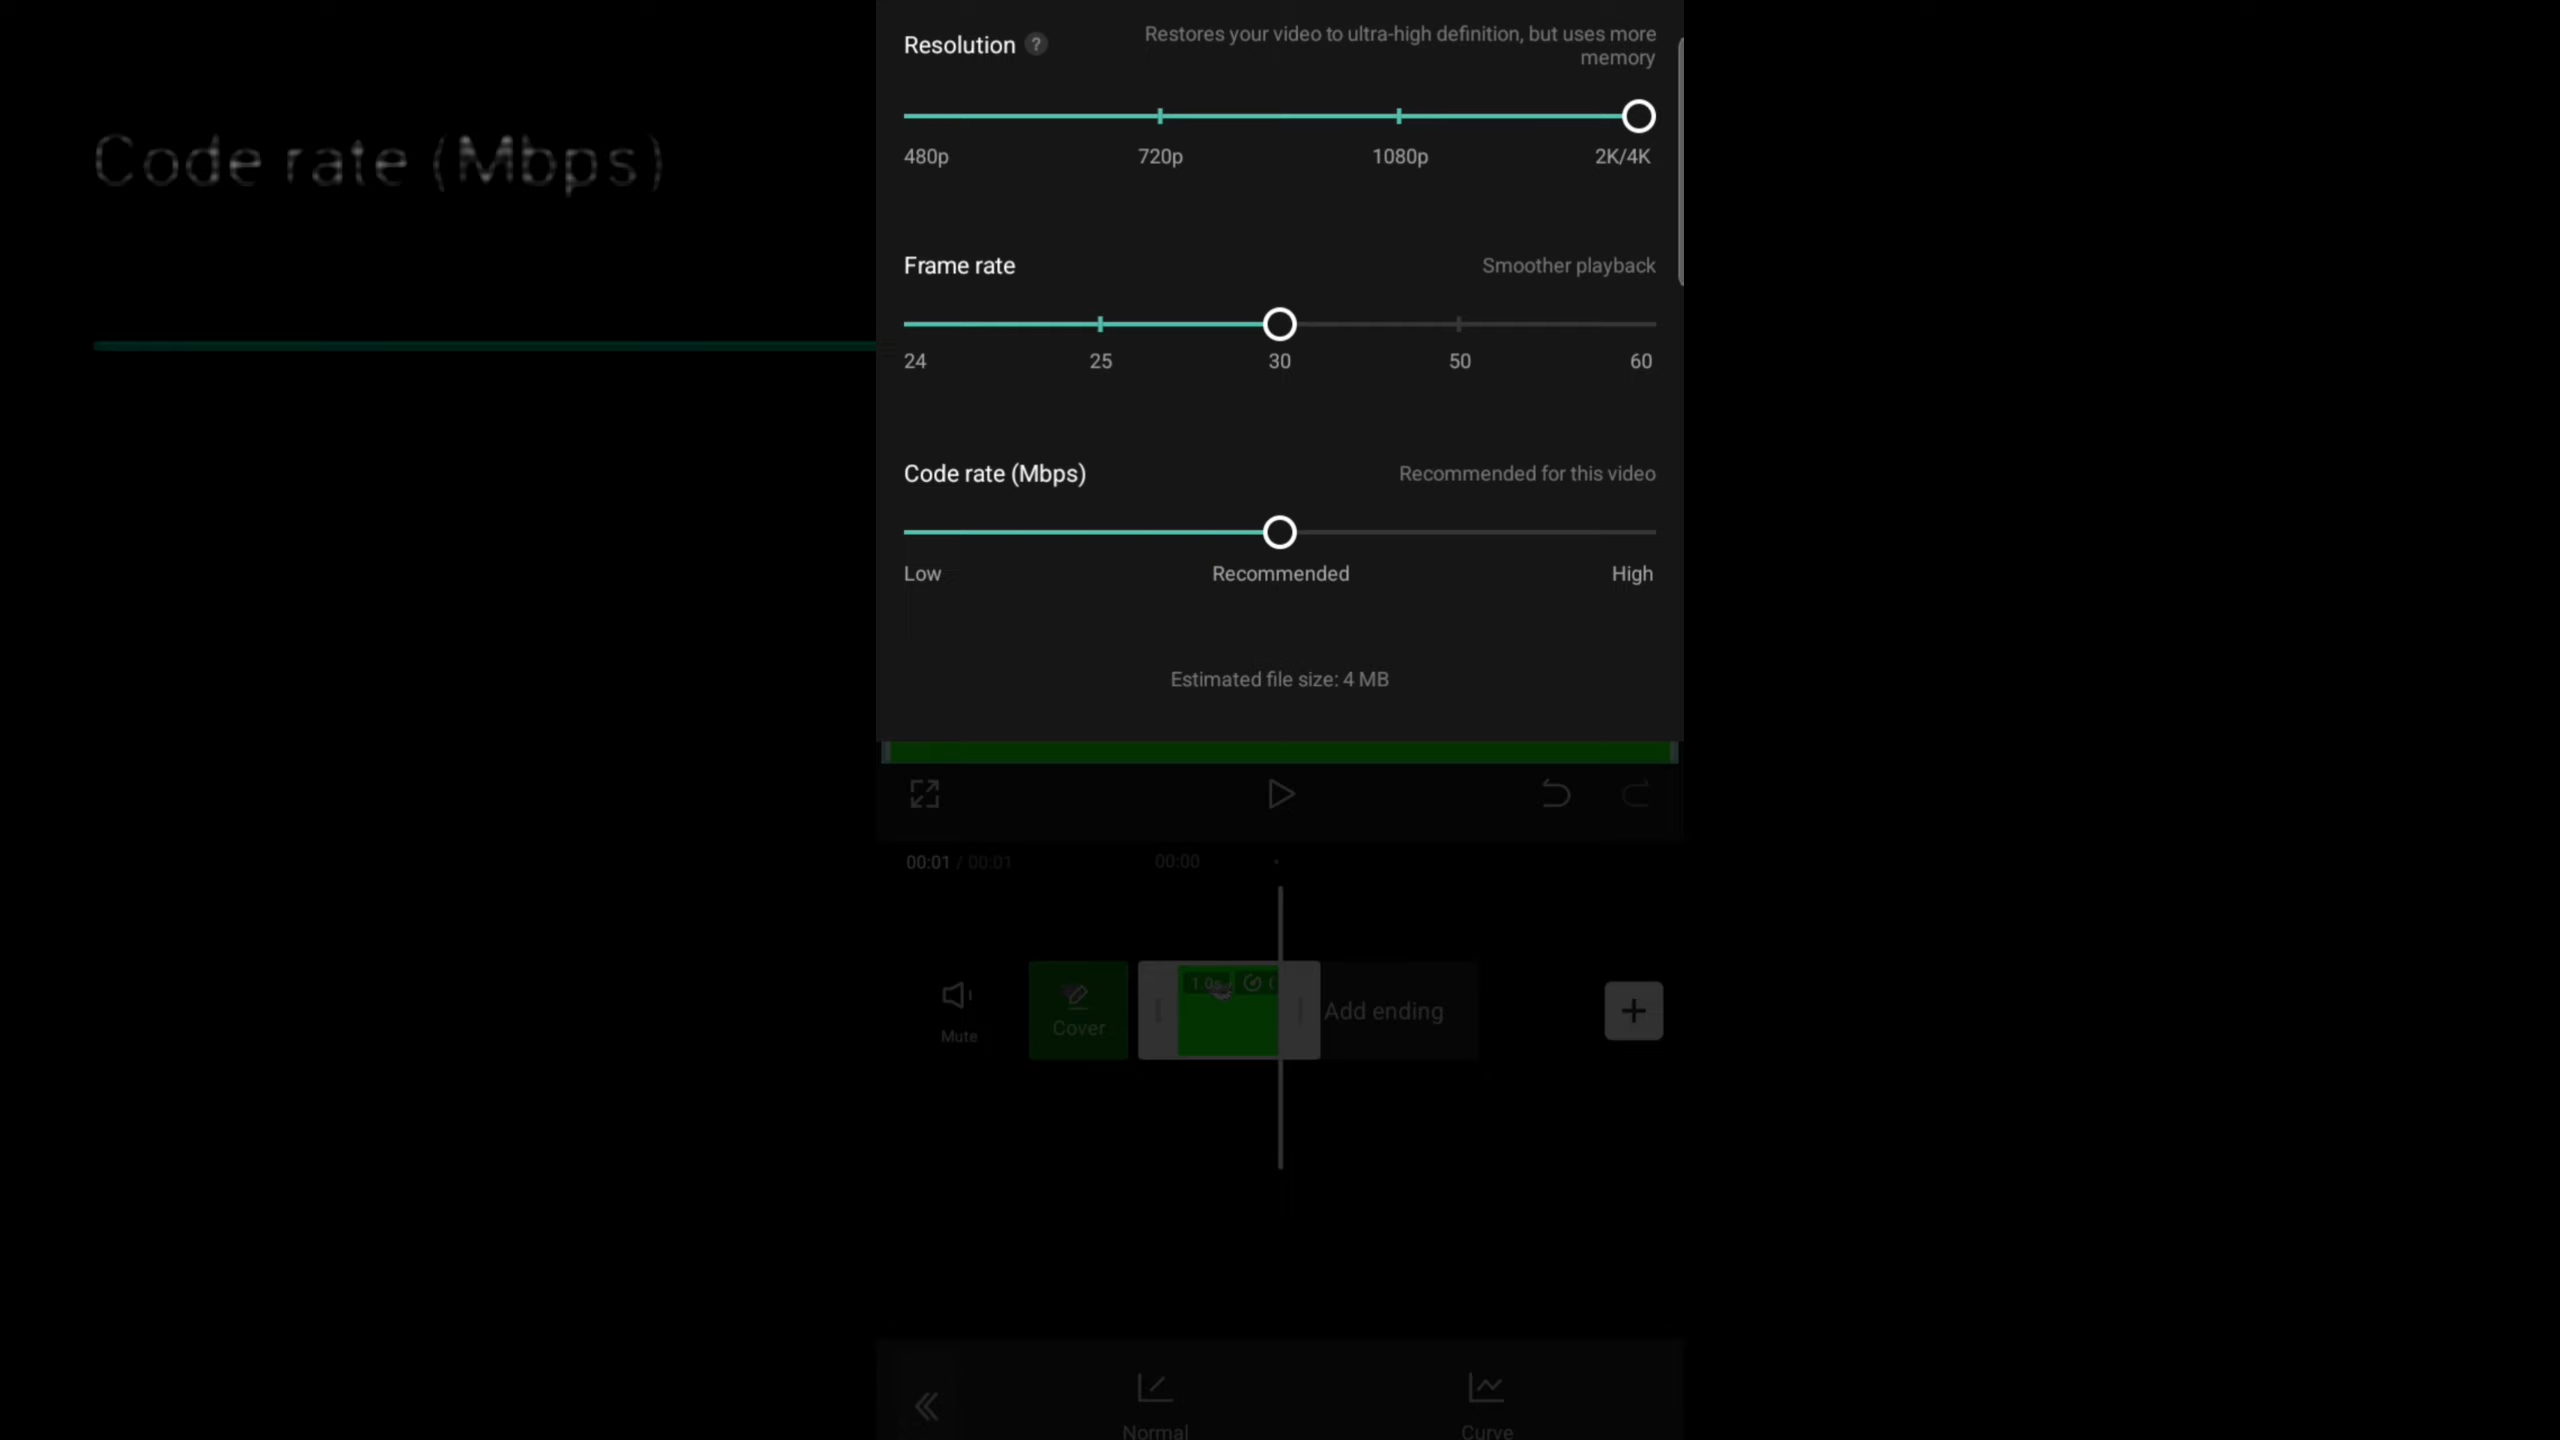 Code rate (Mbps)
Resolution ?
Restores your video to ultra-high definition, but uses more
memory
480p 720p 1080p 2K/4K
Frame rate Smoother playback
24 25 30 50 60
Code rate (Mbps) Recommended for this video
Low Recommended High
Estimated file size: 4 MB
00:01 / 00:01 00:00
1.0s
Mute
Cover
Add ending
Normal Curve